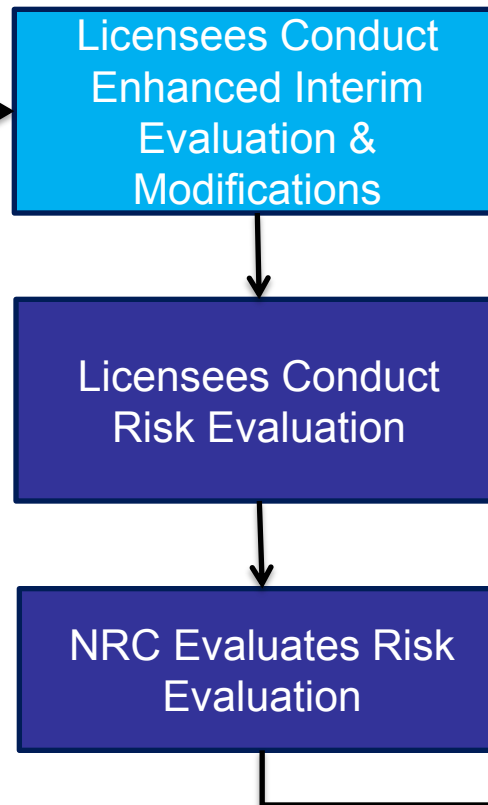 Licensees Conduct
Enhanced Interim
Evaluation &
Modifications
Licensees Conduct
Risk Evaluation
NRC Evaluates Risk
Evaluation